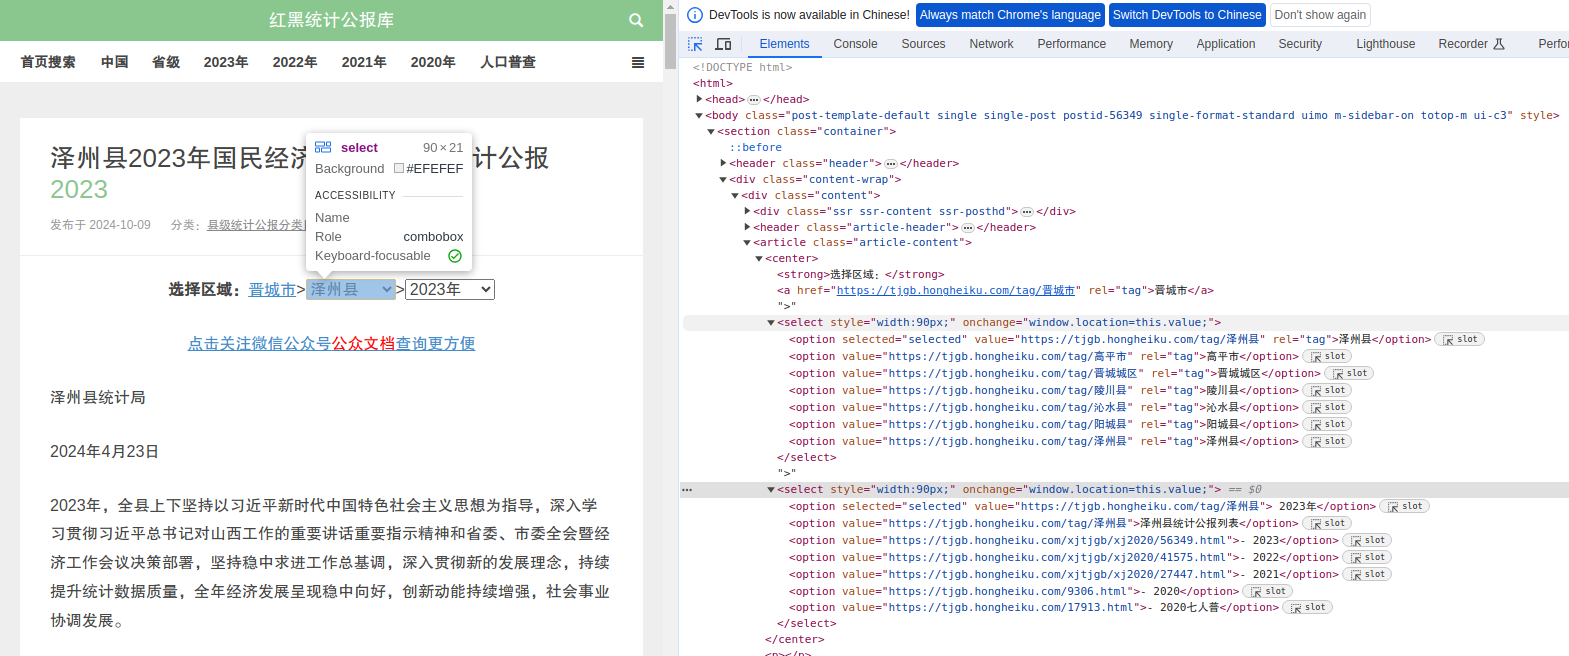 红黑统计公报库
首页搜索 中国 省级 2023年 2022年 2021年 2020年 人口普查
泽州县2023年国民经济
计公报
2023
发布于 2024-10-09 分类：县级统计公报分类
select 90×21
Background #EFEFEF
ACCESSIBILITY
Name
Role combobox
Keyboard-focusable
选择区域：晋城市>泽州县>2023年
点击关注微信公众号公众文档查询更方便
泽州县统计局
2024年4月23日
2023年，全县上下坚持以习近平新时代中国特色社会主义思想为指导，深入学
习贯彻习近平总书记对山西工作的重要讲话重要指示精神和省委、市委全会暨经
济工作会议决策部署，坚持稳中求进工作总基调，深入贯彻新的发展理念，持续
提升统计数据质量，全年经济发展呈现稳中向好，创新动能持续增强，社会事业
协调发展。
DevTools is now available in Chinese! Always match Chrome's language Switch DevTools to Chinese Don't show again
Elements Console Sources Network Performance Memory Application Security Lighthouse Recorder Perfor
<!DOCTYPE html>
<html>
<head>…</head>
<body class="post-template-default single single-post postid-56349 single-format-standard uimo m-sidebar-on totop-m ui-c3" style>
<section class="container">
::before
<header class="header">…</header>
<div class="content-wrap">
<div class="content">
<div class="ssr ssr-content ssr-posthd">…</div>
<header class="article-header">…</header>
<article class="article-content">
<center>
<strong>选择区域：</strong>
<a href="https://tjgb.hongheiku.com/tag/晋城市" rel="tag">晋城市</a>
">"
<select style="width:90px;" onchange="window.location=this.value;">
<option selected="selected" value="https://tjgb.hongheiku.com/tag/泽州县" rel="tag">泽州县</option> slot
<option value="https://tjgb.hongheiku.com/tag/高平市" rel="tag">高平市</option> slot
<option value="https://tjgb.hongheiku.com/tag/晋城城区" rel="tag">晋城城区</option> slot
<option value="https://tjgb.hongheiku.com/tag/陵川县" rel="tag">陵川县</option> slot
<option value="https://tjgb.hongheiku.com/tag/沁水县" rel="tag">沁水县</option> slot
<option value="https://tjgb.hongheiku.com/tag/阳城县" rel="tag">阳城县</option> slot
<option value="https://tjgb.hongheiku.com/tag/泽州县" rel="tag">泽州县</option> slot
</select>
">"
… <select style="width:90px;" onchange="window.location=this.value;"> == $0
<option selected="selected" value="https://tjgb.hongheiku.com/tag/泽州县"> 2023年</option> slot
<option value="https://tjgb.hongheiku.com/tag/泽州县">泽州县统计公报列表</option> slot
<option value="https://tjgb.hongheiku.com/xjtjgb/xj2020/56349.html">- 2023</option> slot
<option value="https://tjgb.hongheiku.com/xjtjgb/xj2020/41575.html">- 2022</option> slot
<option value="https://tjgb.hongheiku.com/xjtjgb/xj2020/27447.html">- 2021</option> slot
<option value="https://tjgb.hongheiku.com/9306.html">- 2020</option> slot
<option value="https://tjgb.hongheiku.com/17913.html">- 2020七人普</option> slot
</select>
</center>
<p></p>